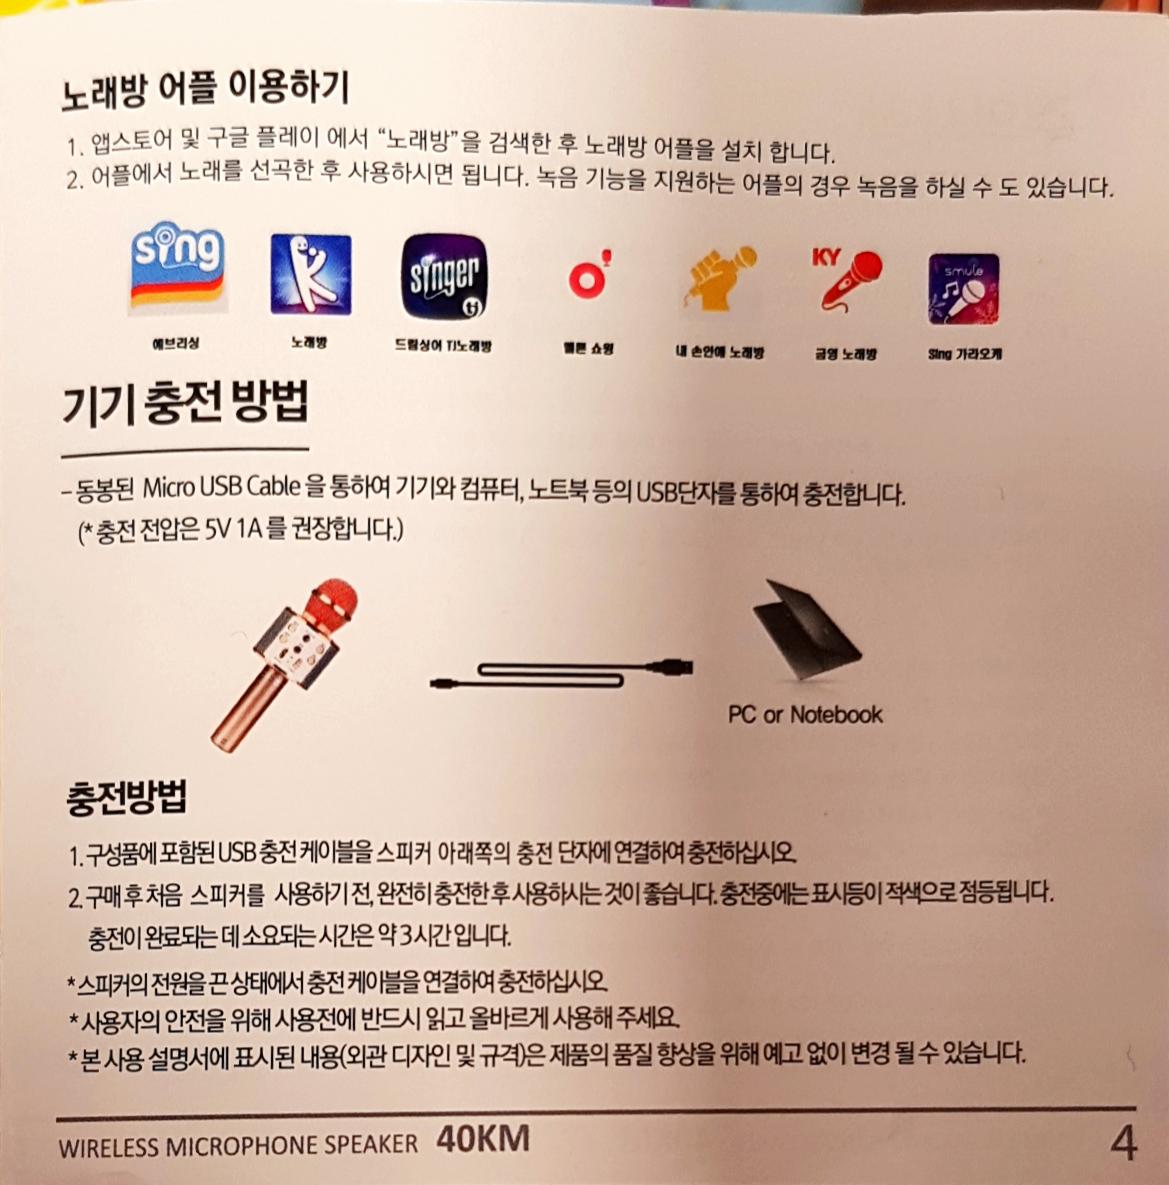 노래방 어플 이용하기
1. 앱스토어 및 구글 플레이 에서 “노래방”을 검색한 후 노래방 어플을 설치 합니다.
2. 어플에서 노래를 선곡한 후 사용하시면 됩니다. 녹음 기능을 지원하는 어플의 경우 녹음을 하실 수 도 있습니다.
sing
singer
tj
KY
smule
에브리싱 노래방 드림싱어 TJ노래방 멜론 쇼윙 내 손안에 노래방 금영 노래방 Sing 가라오케
기기 충전 방법
– 동봉된 Micro USB Cable 을 통하여 기기와 컴퓨터, 노트북 등의 USB단자를 통하여 충전합니다.
(* 충전 전압은 5V 1A 를 권장합니다.)
PC or Notebook
충전방법
1. 구성품에 포함된 USB 충전 케이블을 스피커 아래쪽의 충전 단자에 연결하여 충전하십시오.
2. 구매 후 처음 스피커를 사용하기 전, 완전히 충전한 후 사용하시는 것이 좋습니다. 충전중에는 표시등이 적색으로 점등됩니다.
충전이 완료되는 데 소요되는 시간은 약 3시간 입니다.
* 스피커의 전원을 끈 상태에서 충전 케이블을 연결하여 충전하십시오.
* 사용자의 안전을 위해 사용전에 반드시 읽고 올바르게 사용해 주세요.
* 본 사용 설명서에 표시된 내용(외관 디자인 및 규격)은 제품의 품질 향상을 위해 예고 없이 변경 될 수 있습니다.
WIRELESS MICROPHONE SPEAKER 40KM 4